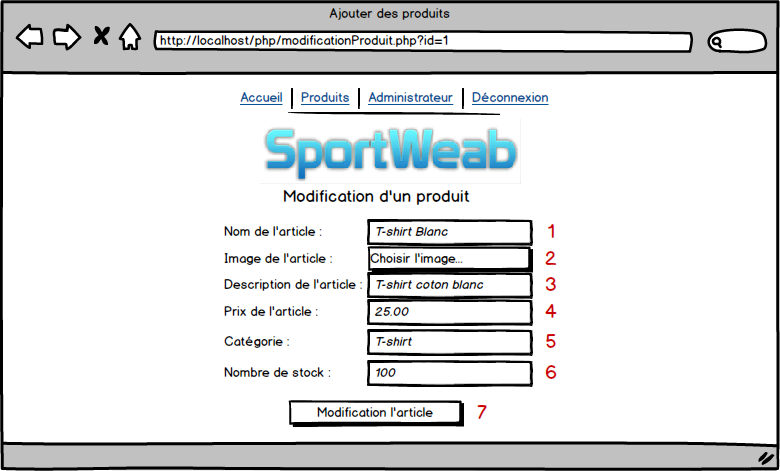 Ajouter des produits
http://localhost/php/modificationProduit.php?id=1
Accueil Produits Administrateur Déconnexion
SportWeab
Modification d'un produit
Nom de l'article : T-shirt Blanc 1
Image de l'article : Choisir l'image... 2
Description de l'article : T-shirt coton blanc 3
Prix de l'article : 25.00 4
Catégorie : T-shirt 5
Nombre de stock : 100 6
Modification l'article 7